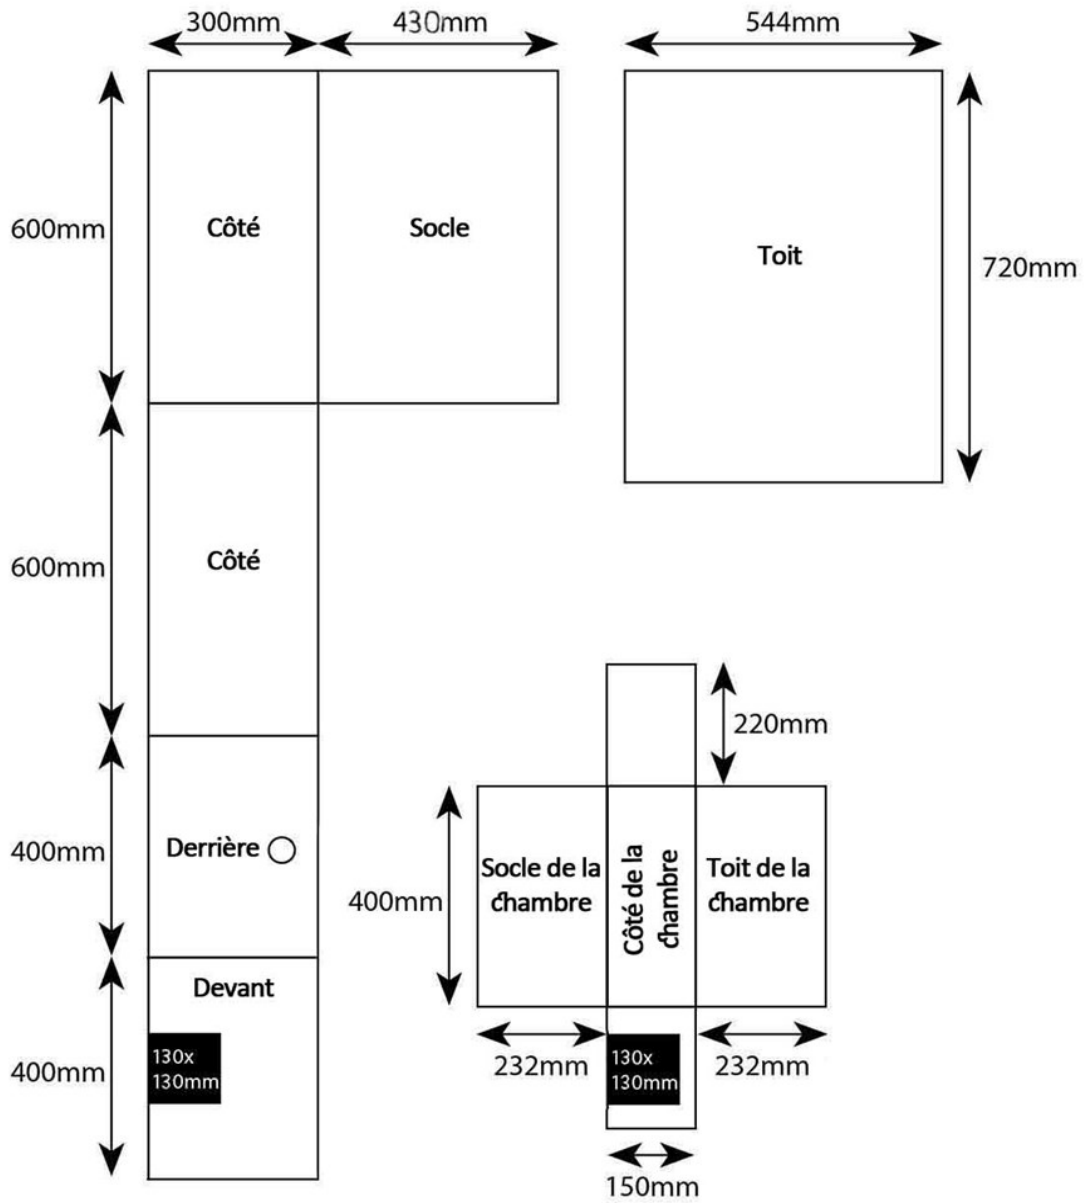 300mm
430mm
544mm
600mm
Côté
Socle
Toit
720mm
600mm
Côté
220mm
400mm
Derrière
Socle de la
chambre
Côté de la
chambre
Toit de la
chambre
400mm
Devant
400mm
130x
130mm
232mm
130x
130mm
232mm
150mm